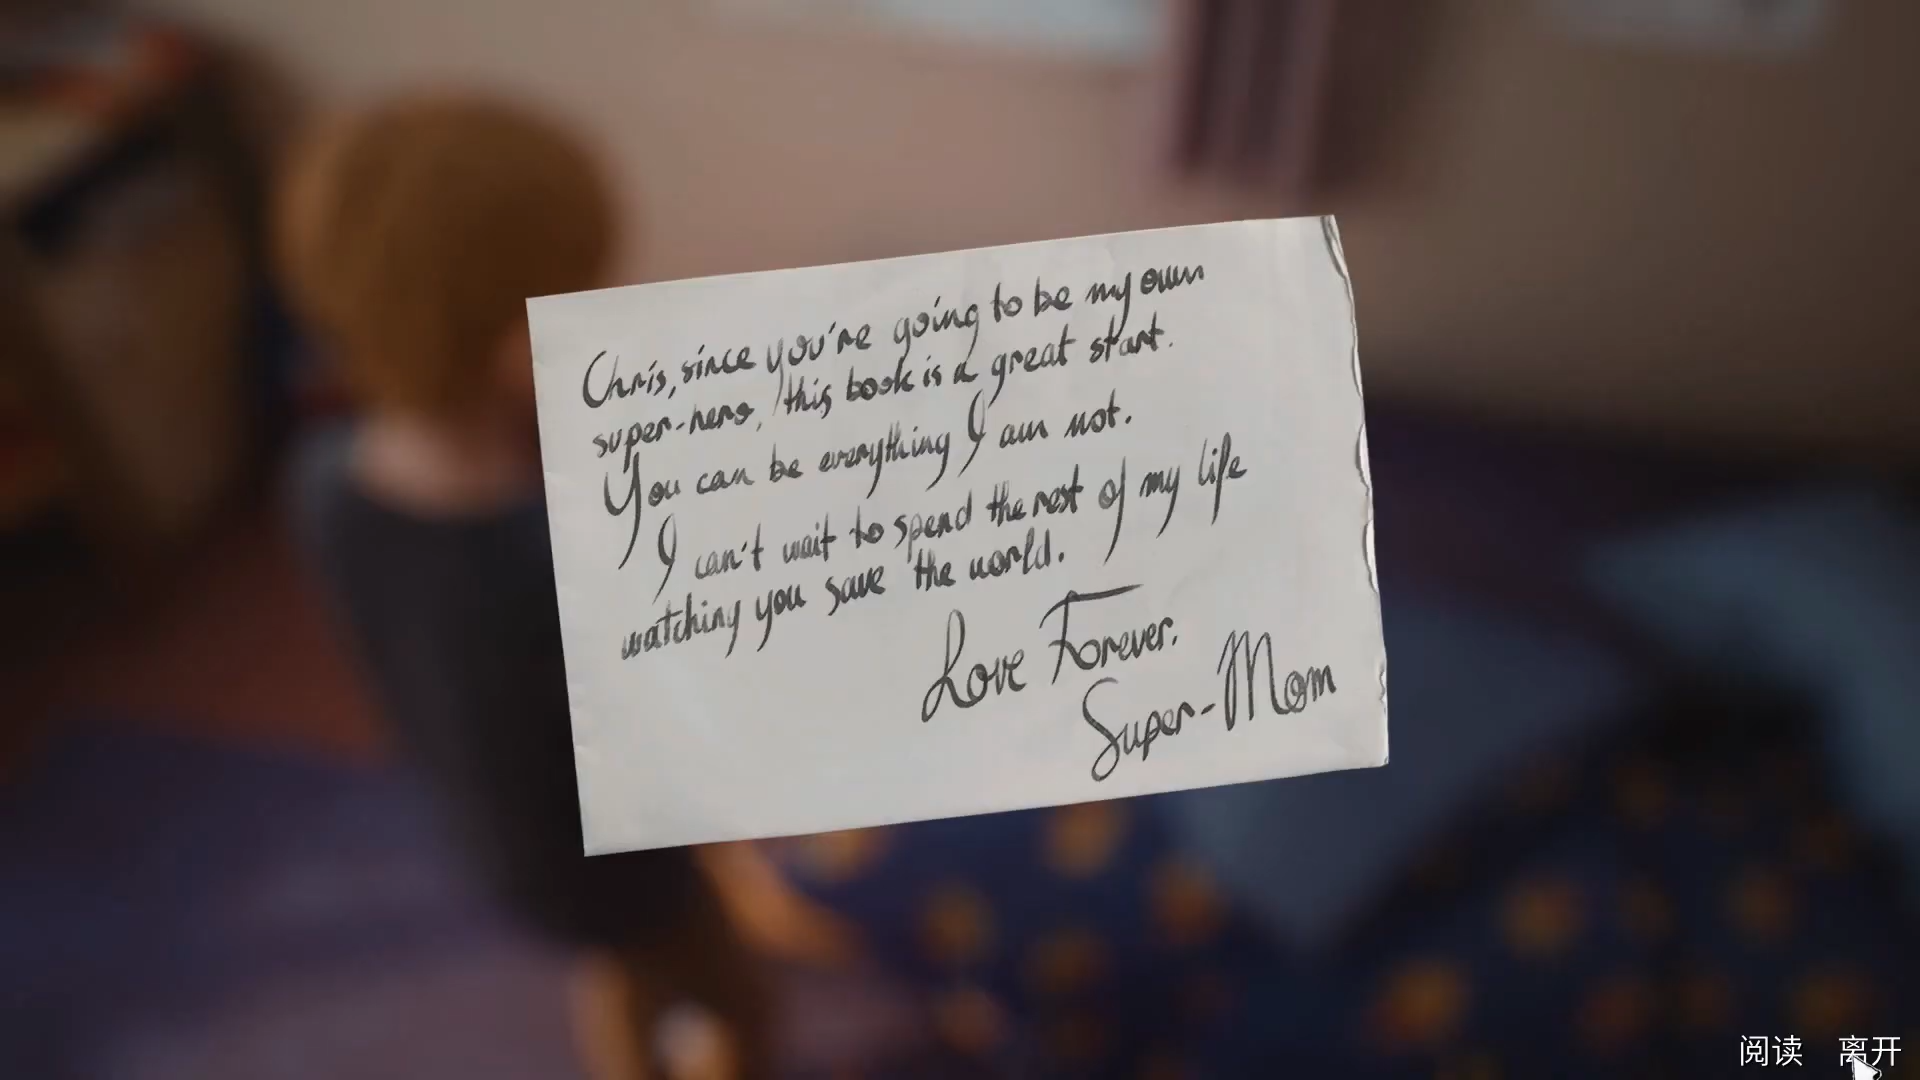 Chris, since you're going to be my own
super-hero, this book is a great start.
You can be everything I am not.
I can't wait to spend the rest of my life
watching you save the world.
Love Forever.
Super-Mom
阅读 离开